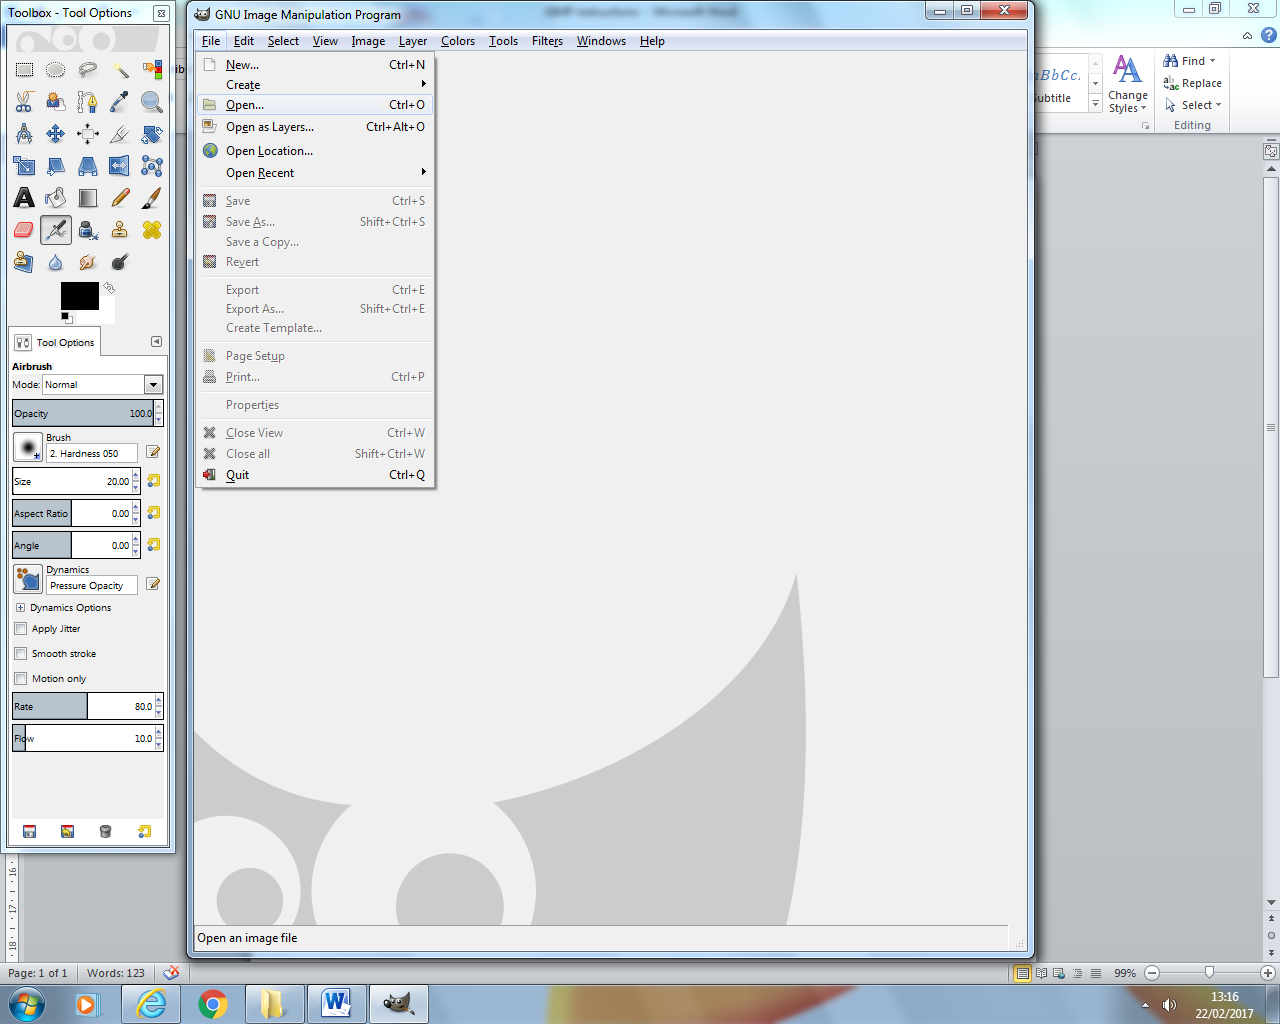 Toolbox - Tool Options
Tool Options
Airbrush
Mode: Normal
Opacity 100.0
Brush
2. Hardness 050
Size 20.00
Aspect Ratio 0.00
Angle 0.00
Dynamics
Pressure Opacity
Dynamics Options
Apply Jitter
Smooth stroke
Motion only
Rate 80.0
Flow 10.0
GNU Image Manipulation Program
File Edit Select View Image Layer Colors Tools Filters Windows Help
New... Ctrl+N
Create
Open... Ctrl+O
Open as Layers... Ctrl+Alt+O
Open Location...
Open Recent
Save Ctrl+S
Save As... Shift+Ctrl+S
Save a Copy...
Revert
Export Ctrl+E
Export As... Shift+Ctrl+E
Create Template...
Page Setup
Print... Ctrl+P
Properties
Close View Ctrl+W
Close all Shift+Ctrl+W
Quit Ctrl+Q
Open an image file
Find
Replace
Select
Editing
Change
Styles
Subtitle
16
17
18
Page: 1 of 1 Words: 123 99%
13:16
22/02/2017